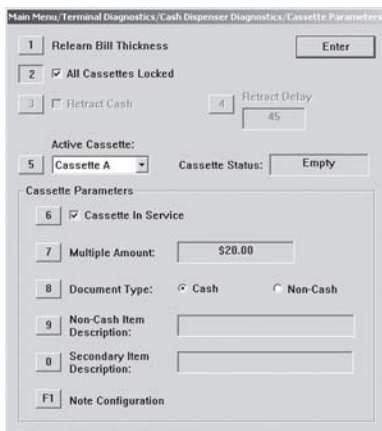 Main Menu/Terminal Diagnostics/Cash Dispenser Diagnostics/Cassette Parameters
1 Relearn Bill Thickness Enter
2 All Cassettes Locked
3 Retract Cash 4 Retract Delay
45
Active Cassette:
5 Cassette A Cassette Status: Empty
Cassette Parameters
6 Cassette In Service
7 Multiple Amount: $20.00
8 Document Type: Cash Non-Cash
9 Non-Cash Item
Description:
0 Secondary Item
Description:
F1 Note Configuration